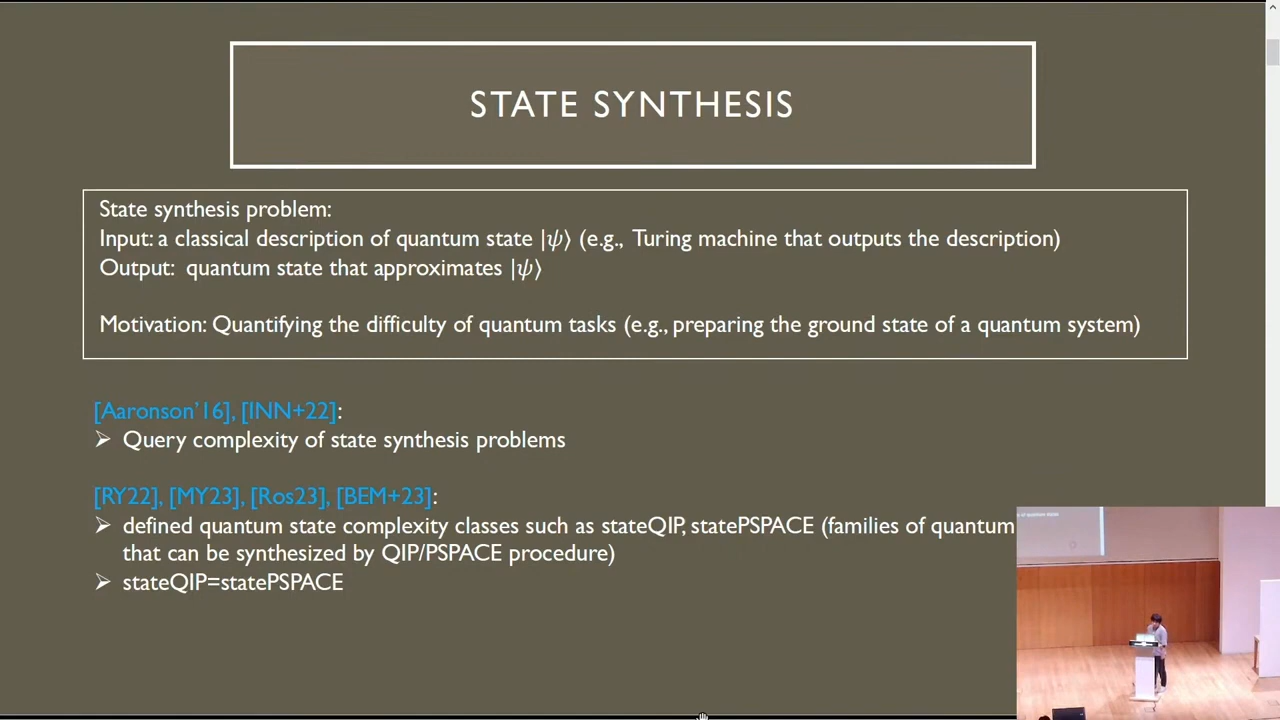 STATE SYNTHESIS
State synthesis problem:
Input: a classical description of quantum state |ψ⟩ (e.g., Turing machine that outputs the description)
Output: quantum state that approximates |ψ⟩
Motivation: Quantifying the difficulty of quantum tasks (e.g., preparing the ground state of a quantum system)
[Aaronson'16], [INN+22]:
➢ Query complexity of state synthesis problems
[RY22], [MY23], [Ros23], [BEM+23]:
➢ defined quantum state complexity classes such as stateQIP, statePSPACE (families of quantum
that can be synthesized by QIP/PSPACE procedure)
➢ stateQIP=statePSPACE